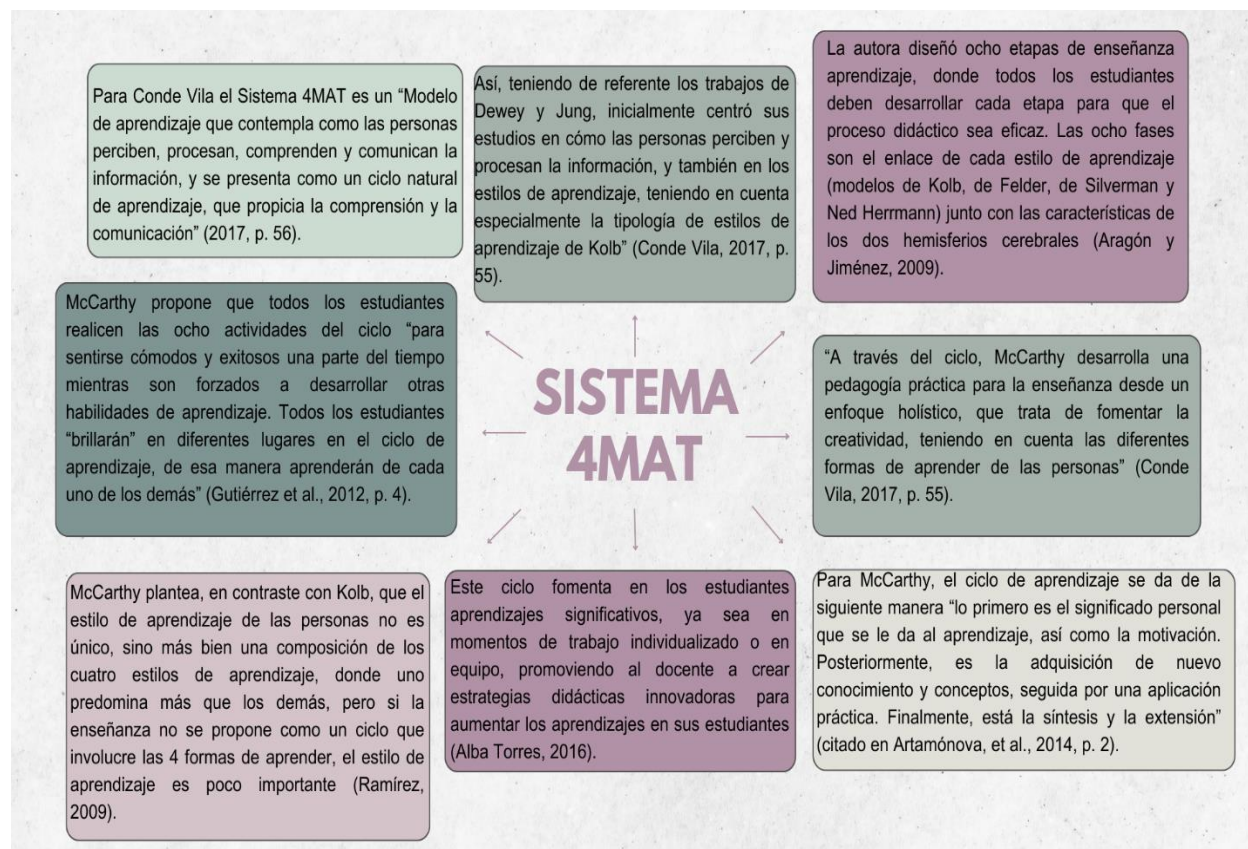 Para Conde Vila el Sistema 4MAT es un “Modelo
de aprendizaje que contempla como las personas
perciben, procesan, comprenden y comunican la
información, y se presenta como un ciclo natural
de aprendizaje, que propicia la comprensión y la
comunicación” (2017, p. 56).
Así, teniendo de referente los trabajos de
Dewey y Jung, inicialmente centró sus
estudios en cómo las personas perciben y
procesan la información, y también en los
estilos de aprendizaje, teniendo en cuenta
especialmente la tipología de estilos de
aprendizaje de Kolb” (Conde Vila, 2017, p.
55).
La autora diseñó ocho etapas de enseñanza
aprendizaje, donde todos los estudiantes
deben desarrollar cada etapa para que el
proceso didáctico sea eficaz. Las ocho fases
son el enlace de cada estilo de aprendizaje
(modelos de Kolb, de Felder, de Silverman y
Ned Herrmann) junto con las características de
los dos hemisferios cerebrales (Aragón y
Jiménez, 2009).
McCarthy propone que todos los estudiantes
realicen las ocho actividades del ciclo “para
sentirse cómodos y exitosos una parte del tiempo
mientras son forzados a desarrollar otras
habilidades de aprendizaje. Todos los estudiantes
“brillarán” en diferentes lugares en el ciclo de
aprendizaje, de esa manera aprenderán de cada
uno de los demás” (Gutiérrez et al., 2012, p. 4).
SISTEMA
4MAT
“A través del ciclo, McCarthy desarrolla una
pedagogía práctica para la enseñanza desde un
enfoque holístico, que trata de fomentar la
creatividad, teniendo en cuenta las diferentes
formas de aprender de las personas” (Conde
Vila, 2017, p. 55).
McCarthy plantea, en contraste con Kolb, que el
estilo de aprendizaje de las personas no es
único, sino más bien una composición de los
cuatro estilos de aprendizaje, donde uno
predomina más que los demás, pero si la
enseñanza no se propone como un ciclo que
involucre las 4 formas de aprender, el estilo de
aprendizaje es poco importante (Ramírez,
2009).
Este ciclo fomenta en los estudiantes
aprendizajes significativos, ya sea en
momentos de trabajo individualizado o en
equipo, promoviendo al docente a crear
estrategias didácticas innovadoras para
aumentar los aprendizajes en sus estudiantes
(Alba Torres, 2016).
Para McCarthy, el ciclo de aprendizaje se da de la
siguiente manera “lo primero es el significado personal
que se le da al aprendizaje, así como la motivación.
Posteriormente, es la adquisición de nuevo
conocimiento y conceptos, seguida por una aplicación
práctica. Finalmente, está la síntesis y la extensión”
(citado en Artamónova, et al., 2014, p. 2).